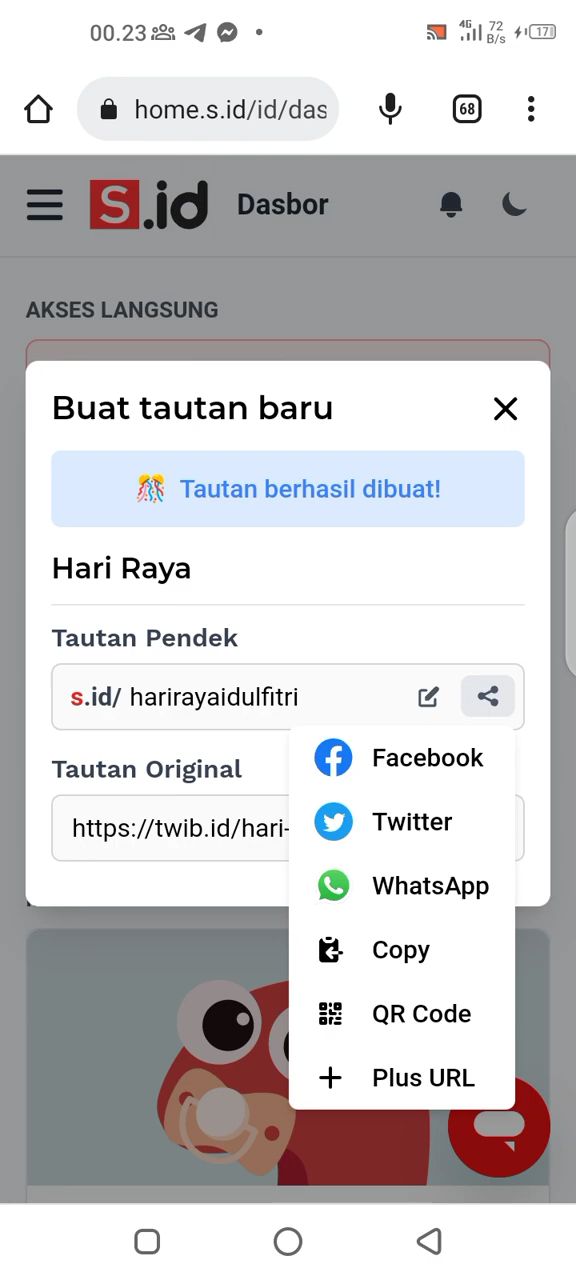 00.23
4G 72 B/s 17
home.s.id/id/das
68
S.id Dasbor
AKSES LANGSUNG
Buat tautan baru
Tautan berhasil dibuat!
Hari Raya
Tautan Pendek
s.id/ harirayaidulfitri
Tautan Original
https://twib.id/hari-
Facebook
Twitter
WhatsApp
Copy
QR Code
Plus URL